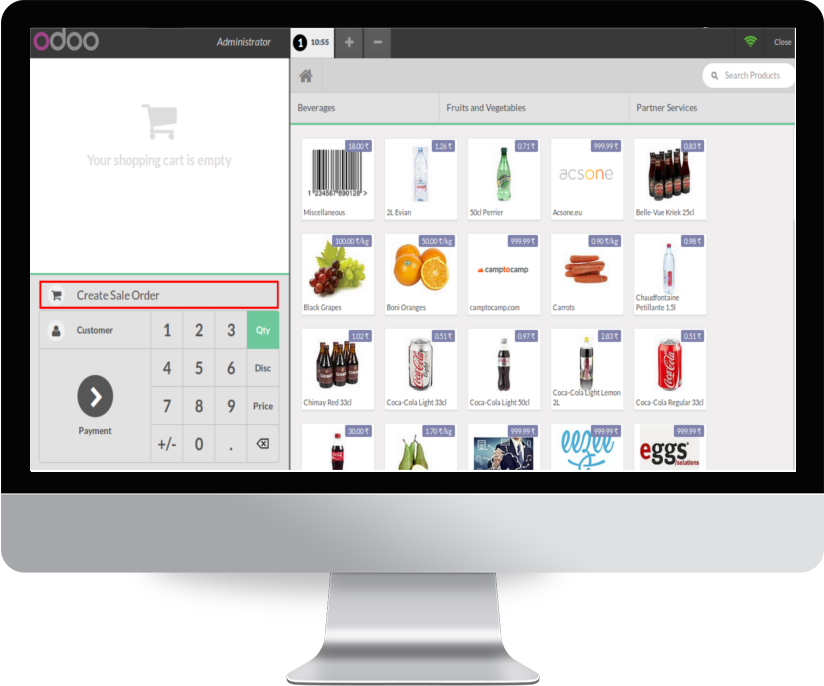 odoo
Administrator
1 10:55 + −
Close
Search Products
Beverages
Fruits and Vegetables
Partner Services
Your shopping cart is empty
Create Sale Order
Customer
1 2 3 Qty
4 5 6 Disc
7 8 9 Price
+/- 0 .
Payment
18.00 ₹
1.26 ₹
0.71 ₹
999.99 ₹
0.83 ₹
1 "234567"890128" >
acsone
Miscellaneous
2L Evian
50cl Perrier
Acsone.eu
Belle-Vue Kriek 25cl
100.00 ₹/kg
50.00 ₹/kg
999.99 ₹
0.90 ₹/kg
0.98 ₹
camptocamp
Black Grapes
Boni Oranges
camptocamp.com
Carrots
Chaudfontaine
Petillante 1.5l
1.02 ₹
0.51 ₹
0.97 ₹
2.83 ₹
0.51 ₹
Chimay Red 33cl
Coca-Cola Light 33cl
Coca-Cola Light 50cl
Coca-Cola Light Lemon
2L
Coca-Cola Regular 33cl
30.00 ₹
1.70 ₹/kg
999.99 ₹
999.99 ₹
999.99 ₹
eezee
eggs
solutions